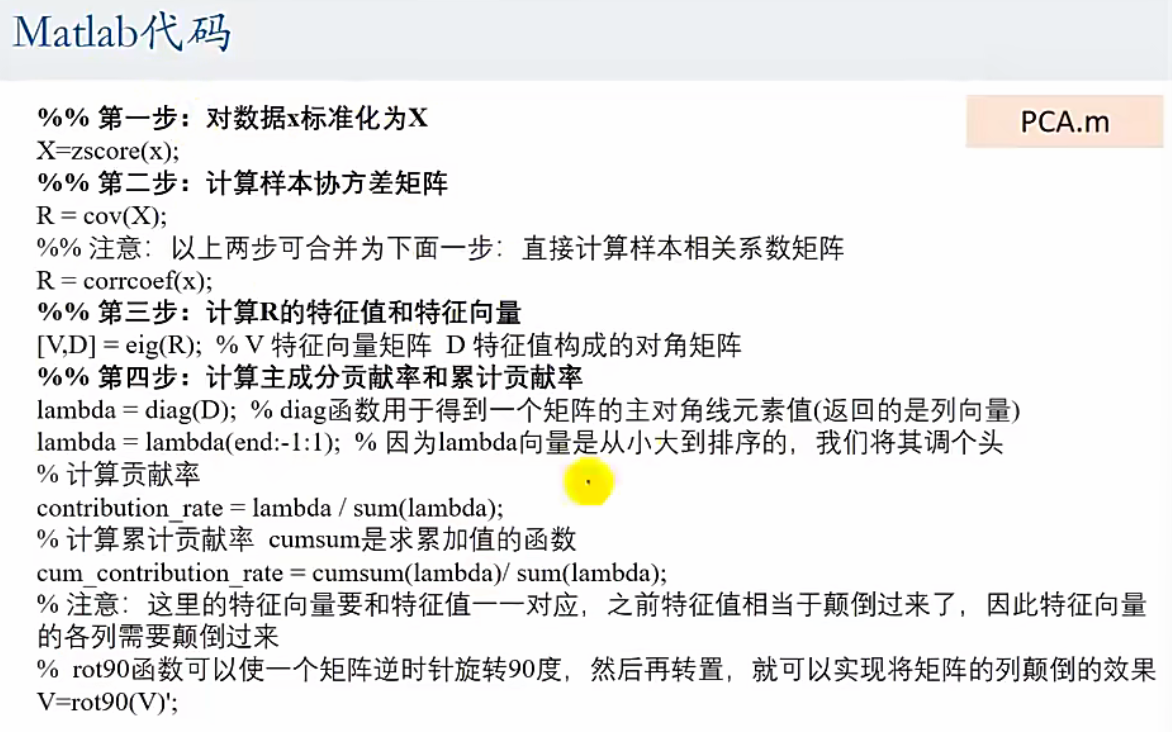 Matlab代码
PCA.m
%% 第一步：对数据x标准化为X
X=zscore(x);
%% 第二步：计算样本协方差矩阵
R = cov(X);
%% 注意：以上两步可合并为下面一步：直接计算样本相关系数矩阵
R = corrcoef(x);
%% 第三步：计算R的特征值和特征向量
[V,D] = eig(R); % V 特征向量矩阵 D 特征值构成的对角矩阵
%% 第四步：计算主成分贡献率和累计贡献率
lambda = diag(D); % diag函数用于得到一个矩阵的主对角线元素值(返回的是列向量)
lambda = lambda(end:-1:1); % 因为lambda向量是从小大到排序的，我们将其调个头
% 计算贡献率
contribution_rate = lambda / sum(lambda);
% 计算累计贡献率 cumsum是求累加值的函数
cum_contribution_rate = cumsum(lambda)/ sum(lambda);
% 注意：这里的特征向量要和特征值一一对应，之前特征值相当于颠倒过来了，因此特征向量
的各列需要颠倒过来
% rot90函数可以使一个矩阵逆时针旋转90度，然后再转置，就可以实现将矩阵的列颠倒的效果
V=rot90(V)';